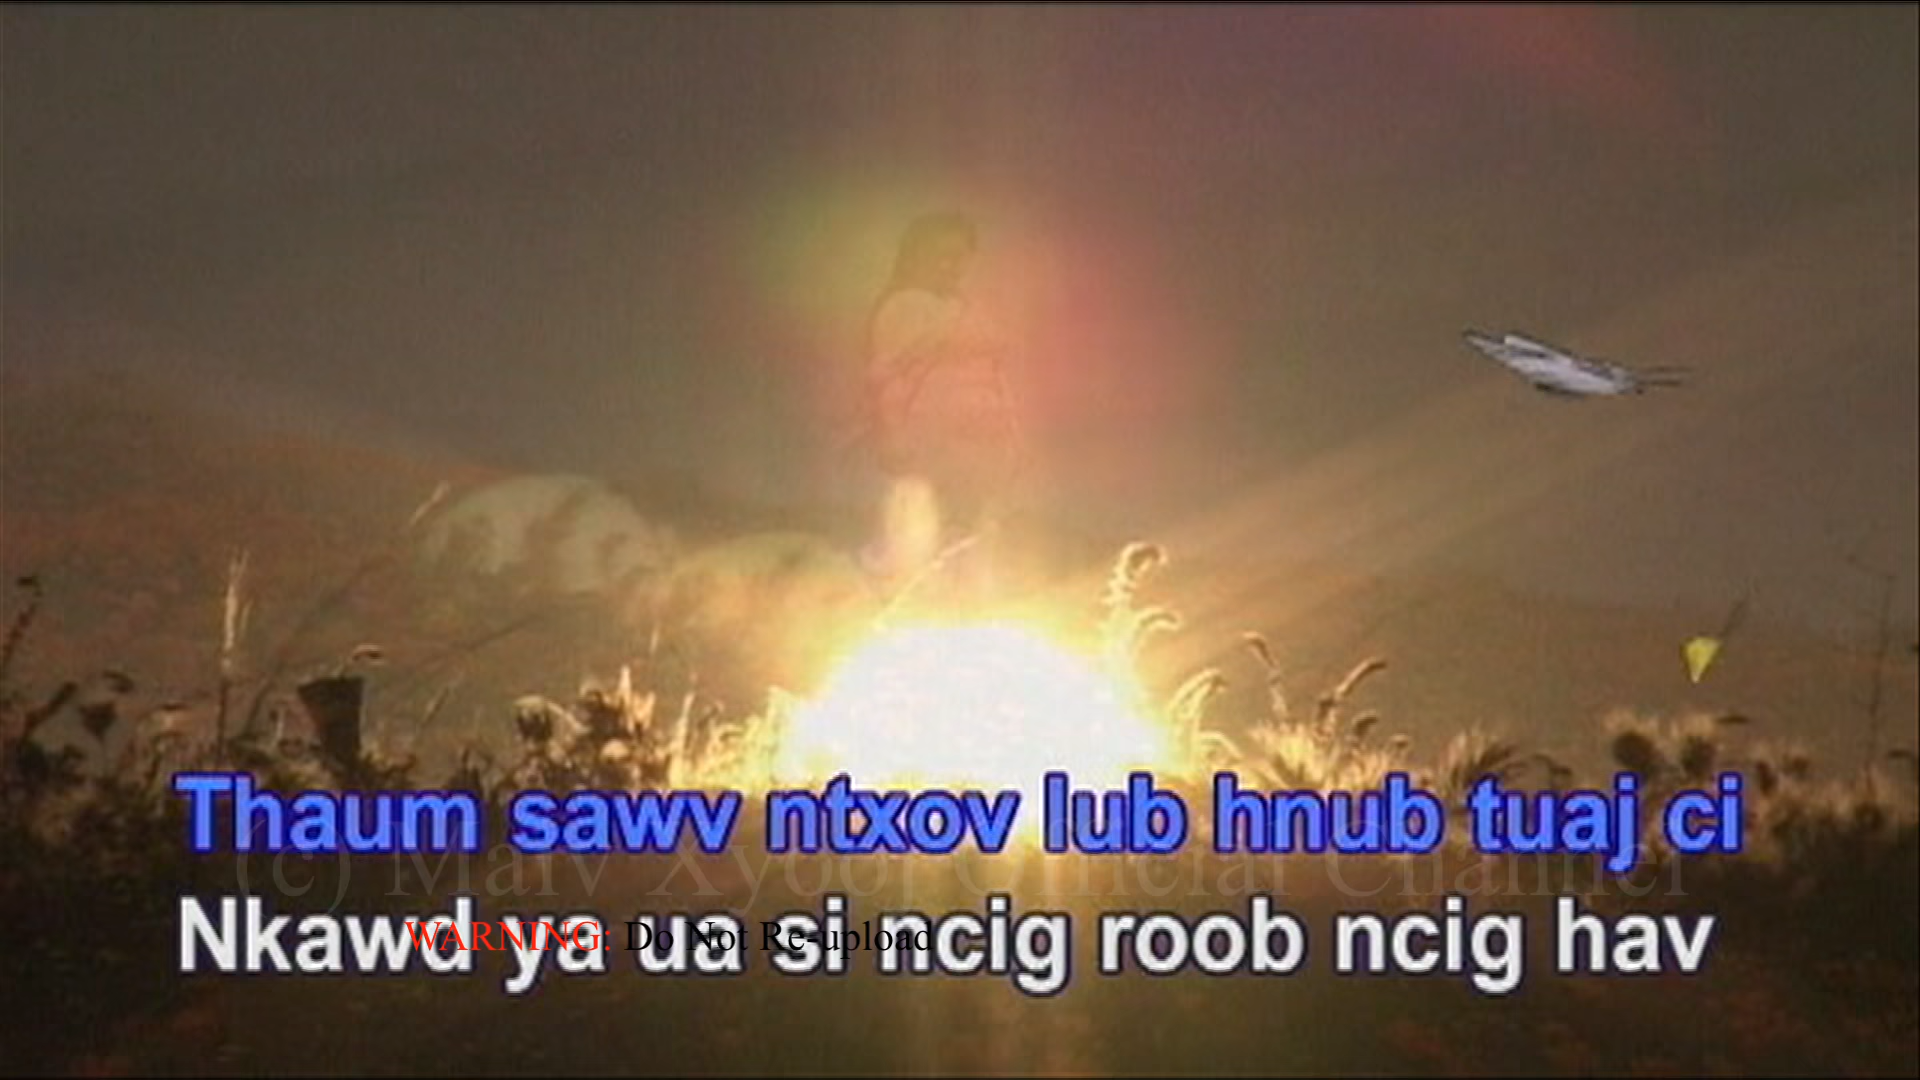 Thaum sawv ntxov lub hnub tuaj ci
(c) Maiv Xyooj Official Channel
Nkawd ya ua si ncig roob ncig hav
WARNING: Do Not Re-upload